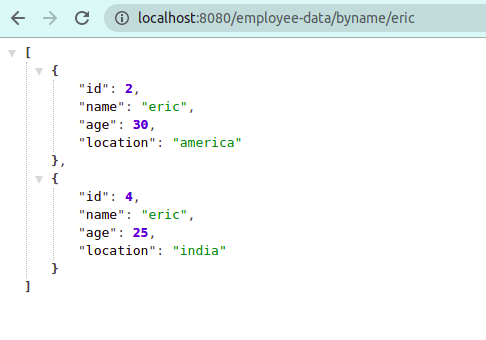 localhost:8080/employee-data/byname/eric
[
{
"id": 2,
"name": "eric",
"age": 30,
"location": "america"
},
{
"id": 4,
"name": "eric",
"age": 25,
"location": "india"
}
]